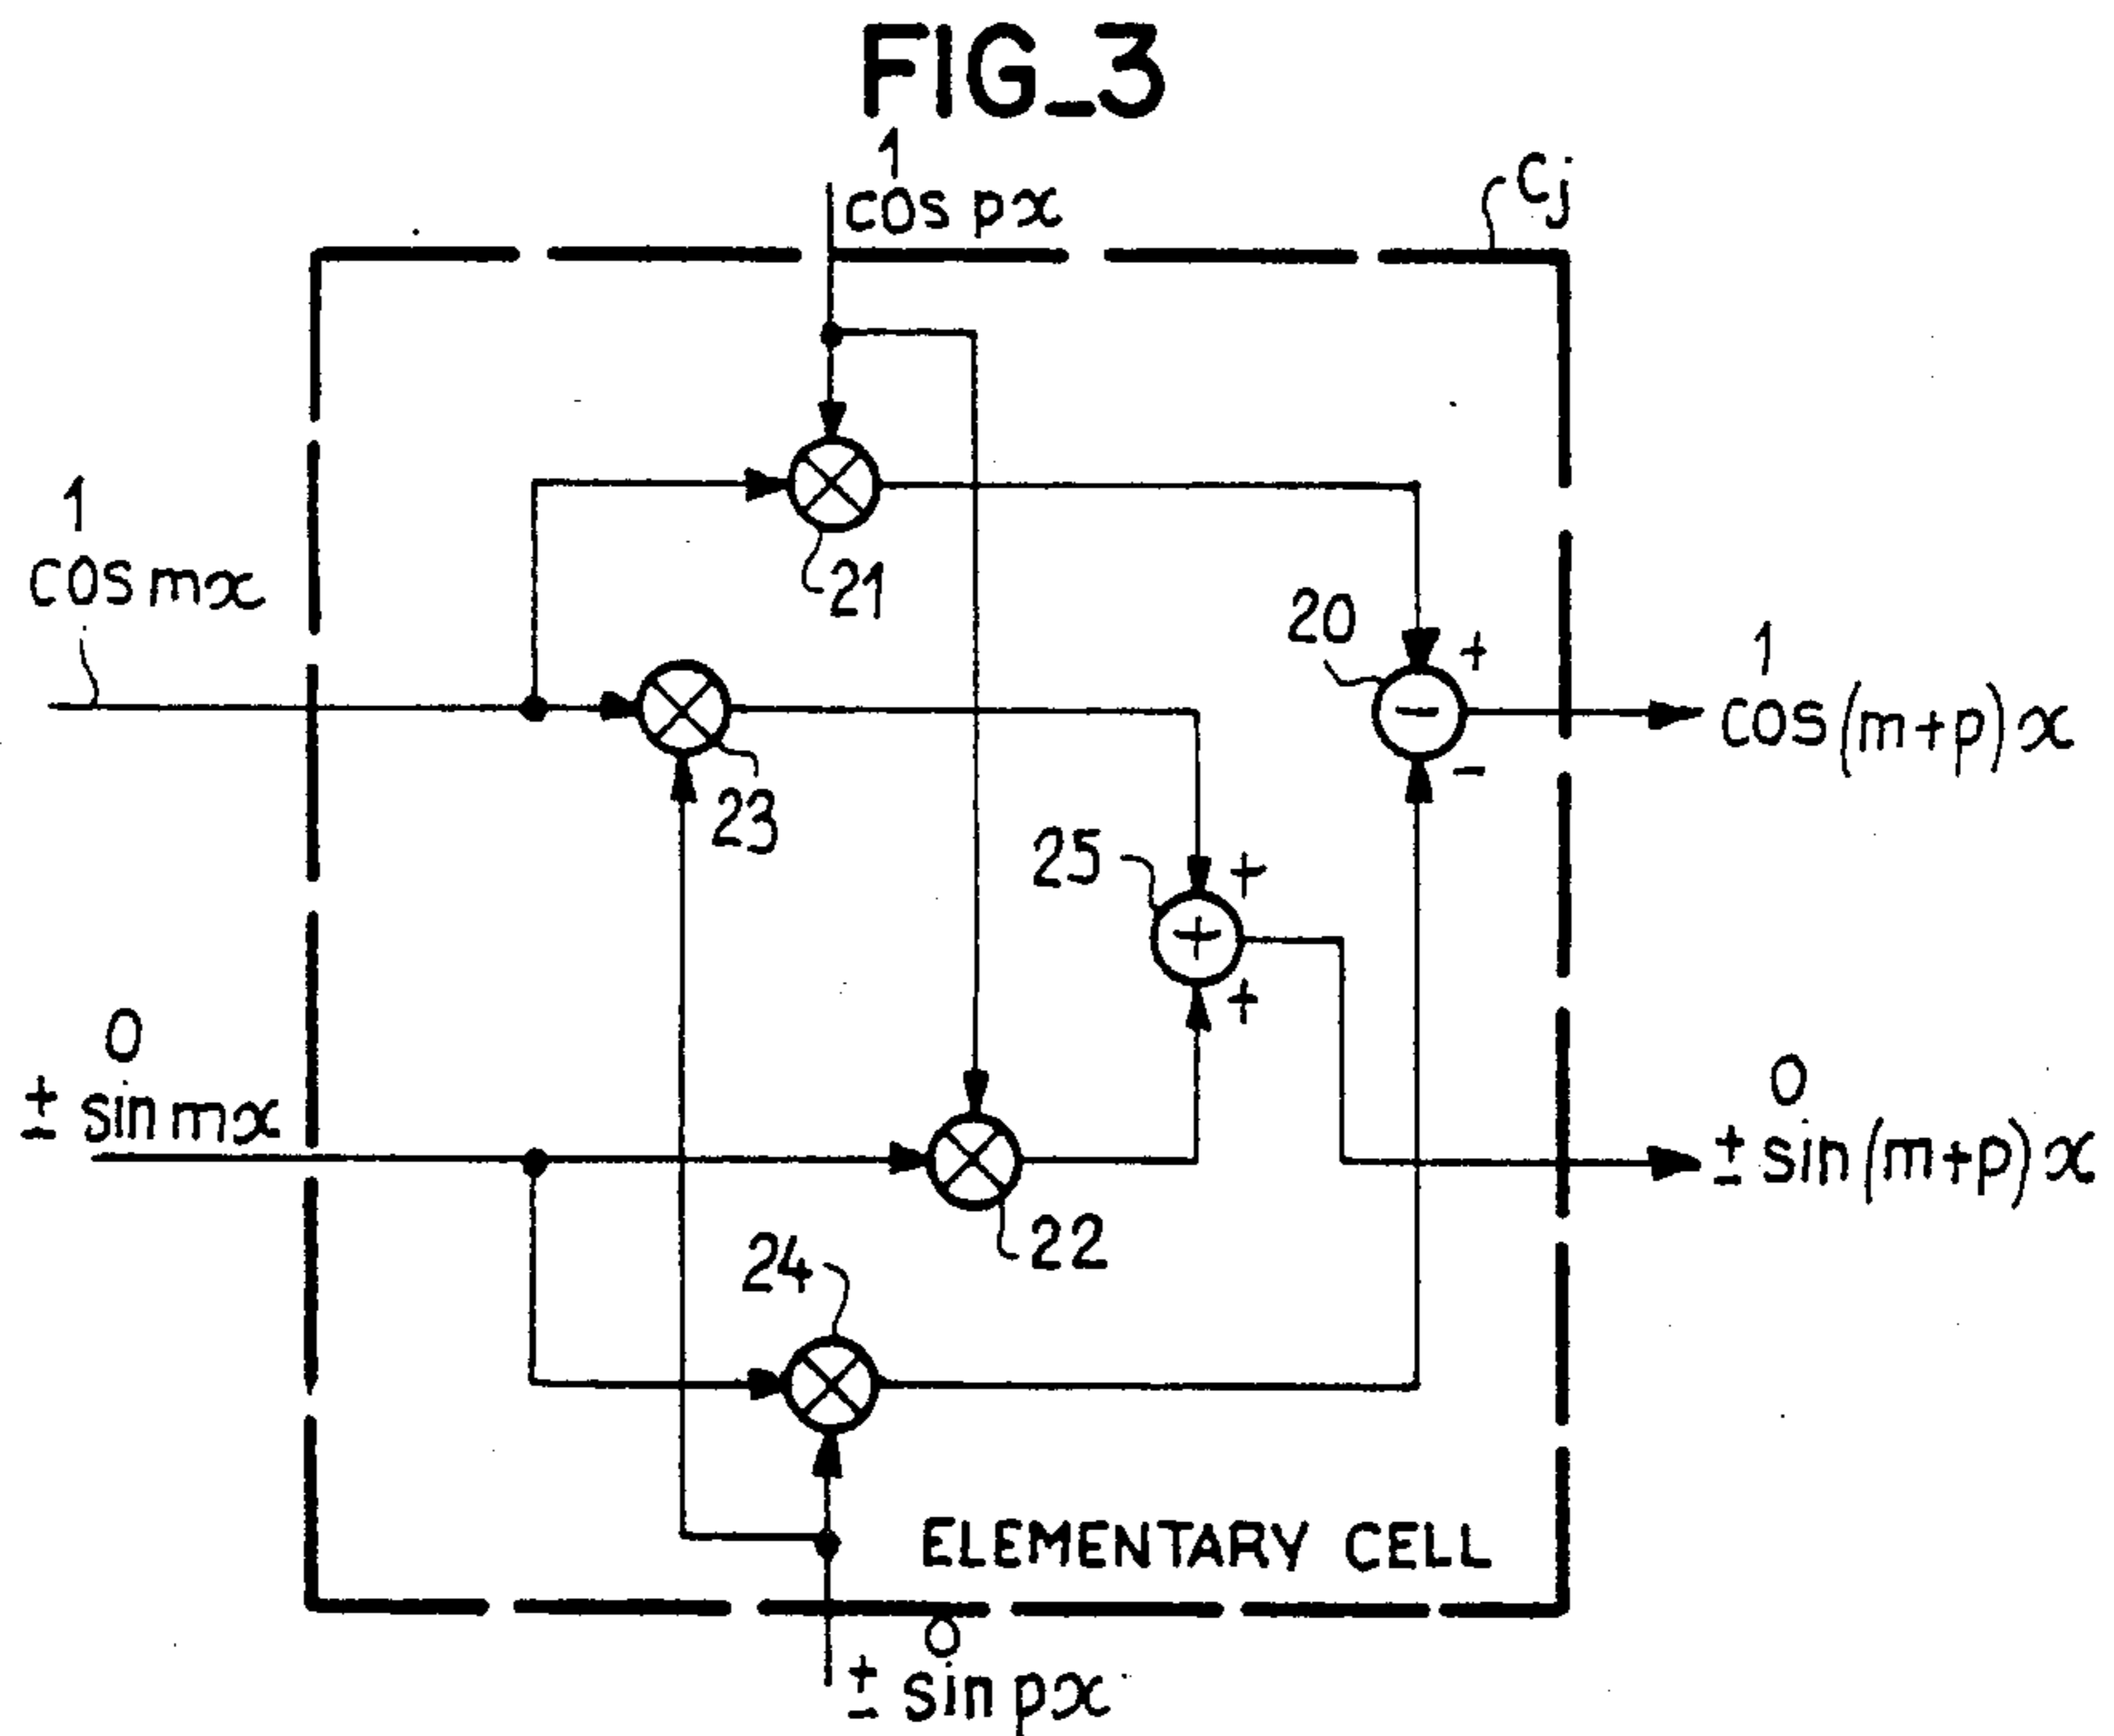 FIG_3
1
cos px
Cj
1
cos mx
21
20
+
1
cos(m+p)x
-
-
23
25
+
+
+
0
± sin mx
0
± sin(m+p)x
22
24
ELEMENTARY CELL
0
± sin px